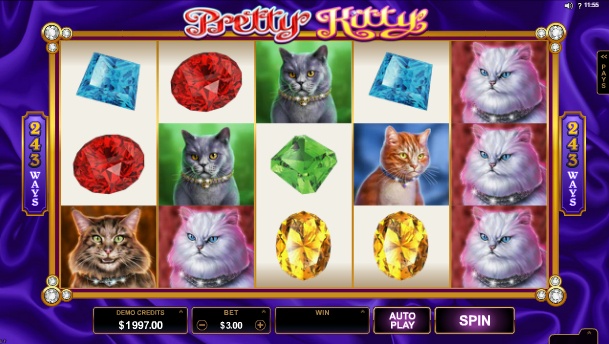 Pretty Kitty
? 11:55
<< PAYS
243 WAYS
243 WAYS
DEMO CREDITS
$1997.00
BET
$3.00
WIN
AUTO PLAY
SPIN